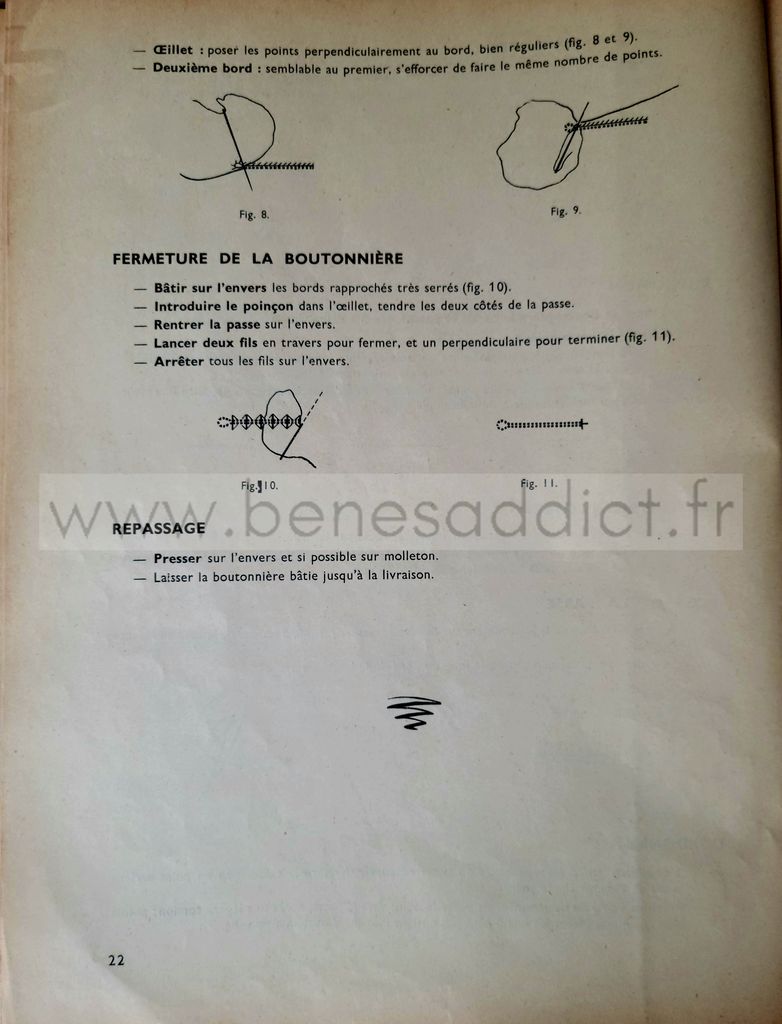 — Œillet : poser les points perpendiculairement au bord, bien réguliers (fig. 8 et 9).
— Deuxième bord : semblable au premier, s'efforcer de faire le même nombre de points.
Fig. 8.
Fig. 9.
FERMETURE DE LA BOUTONNIÈRE
— Bâtir sur l'envers les bords rapprochés très serrés (fig. 10).
— Introduire le poinçon dans l'œillet, tendre les deux côtés de la passe.
— Rentrer la passe sur l'envers.
— Lancer deux fils en travers pour fermer, et un perpendiculaire pour terminer (fig. 11).
— Arrêter tous les fils sur l'envers.
Fig. 10.
Fig. 11.
www.benesaddict.fr
REPASSAGE
— Presser sur l'envers et si possible sur molleton.
— Laisser la boutonnière bâtie jusqu'à la livraison.
22